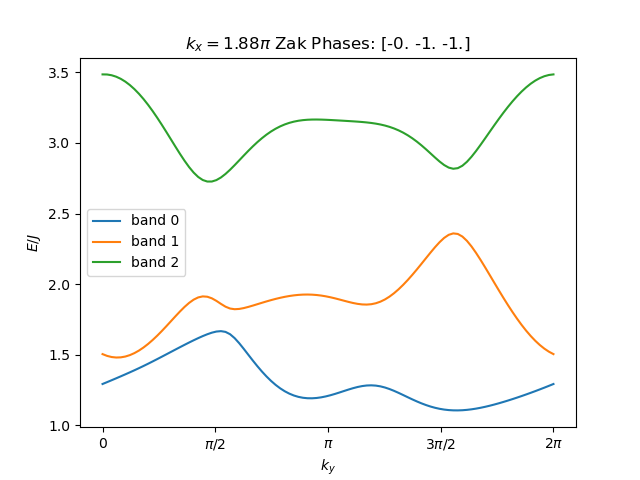 $k_x = 1.88\pi$ Zak Phases: [-0. -1. -1.]
3.5
3.0
2.5
2.0
1.5
1.0
E/J
band 0
band 1
band 2
0
π/2
π
3π/2
2π
$k_y$